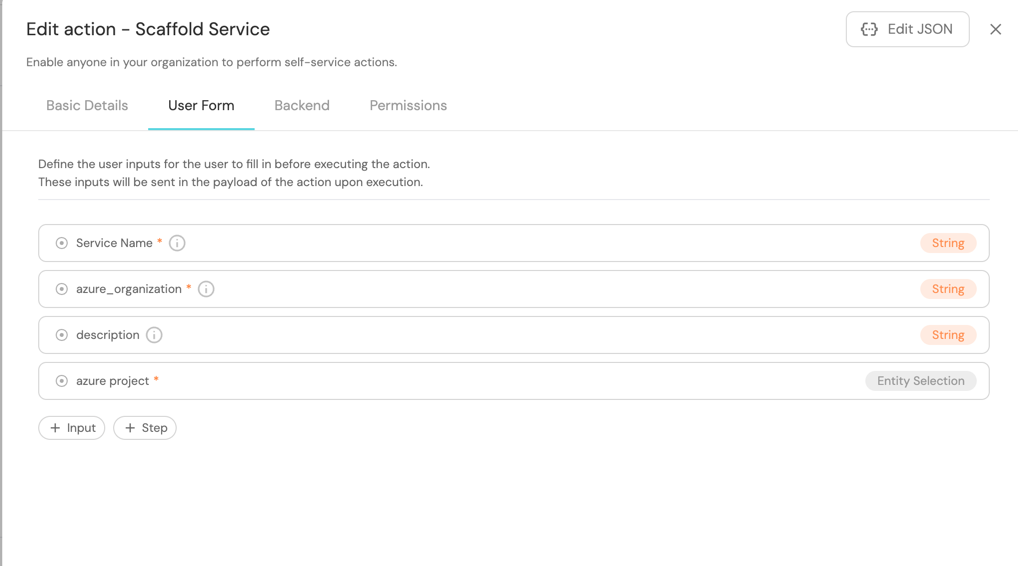 Edit action - Scaffold Service
Edit JSON
Enable anyone in your organization to perform self-service actions.
Basic Details
User Form
Backend
Permissions
Define the user inputs for the user to fill in before executing the action.
These inputs will be sent in the payload of the action upon execution.
Service Name * String
azure_organization * String
description String
azure project * Entity Selection
+ Input
+ Step